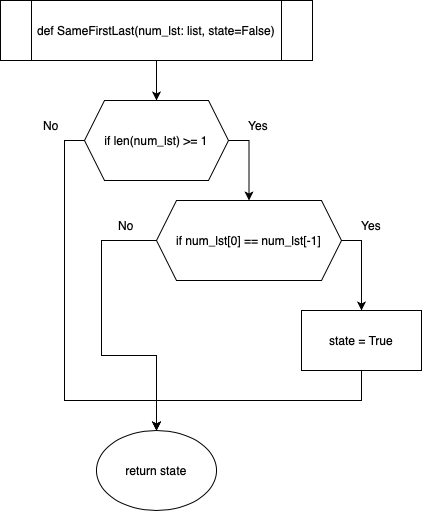 def SameFirstLast(num_lst: list, state=False)
No
Yes
if len(num_lst) >= 1
No
Yes
if num_lst[0] == num_lst[-1]
state = True
return state